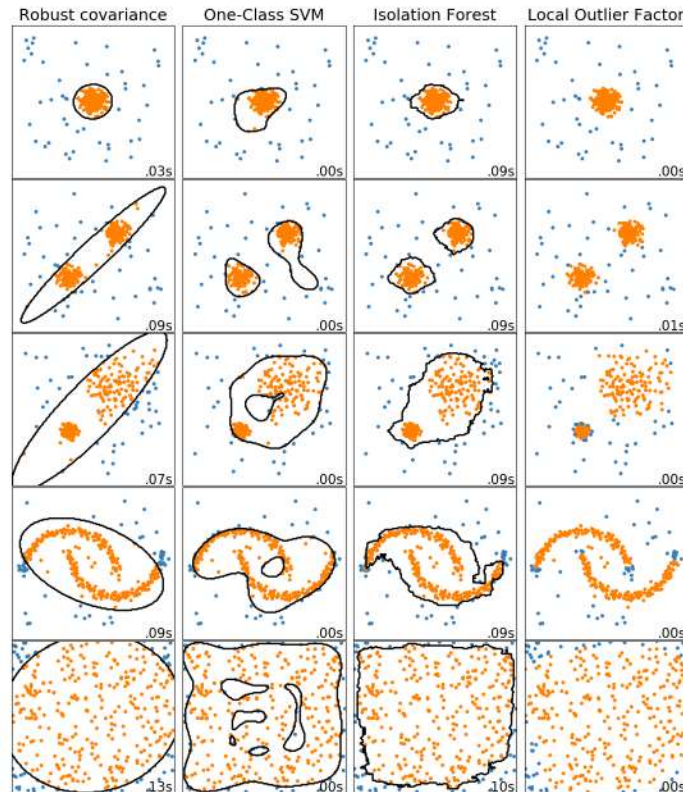 Robust covariance One-Class SVM Isolation Forest Local Outlier Factor
.03s .00s .09s .00s
.09s .00s .09s .01s
.07s .00s .09s .00s
.09s .00s .09s .00s
.13s .00s .10s .00s